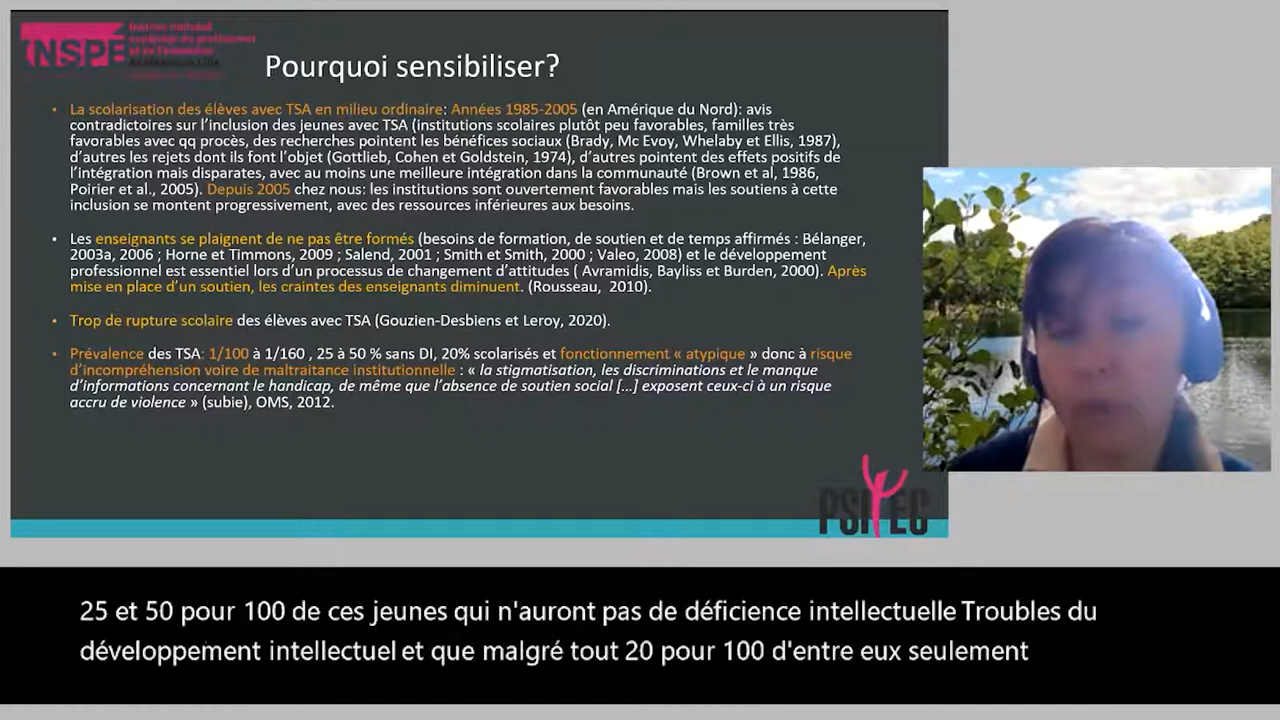 INSPE
Institut national
supérieur du professorat
et de l'éducation
Académie de Lille
Pourquoi sensibiliser?
• La scolarisation des élèves avec TSA en milieu ordinaire: Années 1985-2005 (en Amérique du Nord): avis
contradictoires sur l'inclusion des jeunes avec TSA (institutions scolaires plutôt peu favorables, familles très
favorables avec qq procès, des recherches pointent les bénéfices sociaux (Brady, Mc Evoy, Whelaby et Ellis, 1987),
d'autres les rejets dont ils font l'objet (Gottlieb, Cohen et Goldstein, 1974), d'autres pointent des effets positifs de
l'intégration mais disparates, avec au moins une meilleure intégration dans la communauté (Brown et al, 1986,
Poirier et al., 2005). Depuis 2005 chez nous: les institutions sont ouvertement favorables mais les soutiens à cette
inclusion se montent progressivement, avec des ressources inférieures aux besoins.
• Les enseignants se plaignent de ne pas être formés (besoins de formation, de soutien et de temps affirmés : Bélanger,
2003a, 2006 ; Horne et Timmons, 2009 ; Salend, 2001 ; Smith et Smith, 2000 ; Valeo, 2008) et le développement
professionnel est essentiel lors d'un processus de changement d'attitudes ( Avramidis, Bayliss et Burden, 2000). Après
mise en place d'un soutien, les craintes des enseignants diminuent. (Rousseau, 2010).
• Trop de rupture scolaire des élèves avec TSA (Gouzien-Desbiens et Leroy, 2020).
• Prévalence des TSA: 1/100 à 1/160 , 25 à 50 % sans DI, 20% scolarisés et fonctionnement « atypique » donc à risque
d'incompréhension voire de maltraitance institutionnelle : « la stigmatisation, les discriminations et le manque
d'informations concernant le handicap, de même que l'absence de soutien social [...] exposent ceux-ci à un risque
accru de violence » (subie), OMS, 2012.
PSITEC
25 et 50 pour 100 de ces jeunes qui n'auront pas de déficience intellectuelle Troubles du
développement intellectuel et que malgré tout 20 pour 100 d'entre eux seulement